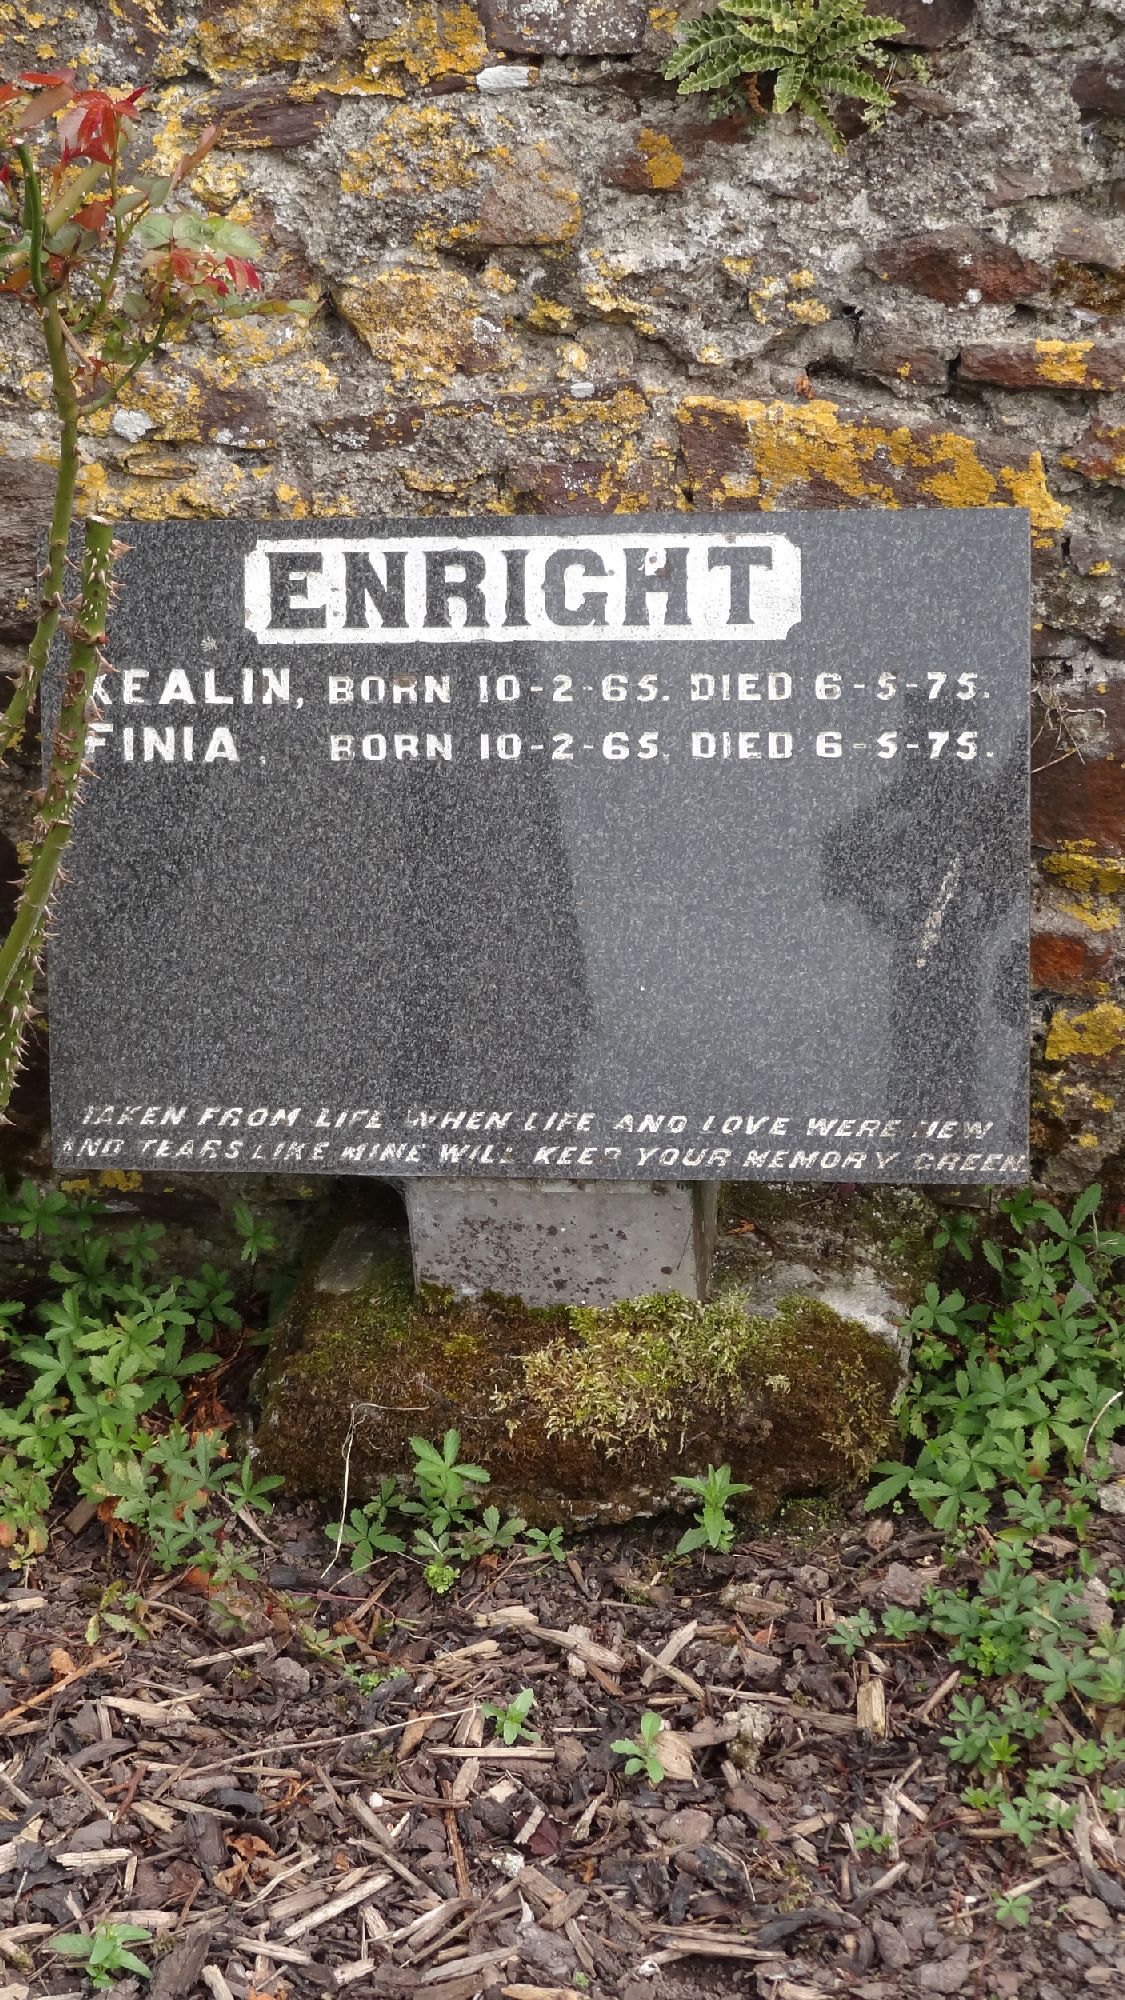 ENRIGHT
KEALIN, BORN 10-2-65. DIED 6-5-75.
FINIA, BORN 10-2-65. DIED 6-5-75.
TAKEN FROM LIFE WHEN LIFE AND LOVE WERE NEW
AND TEARS LIKE MINE WILL KEEP YOUR MEMORY GREEN